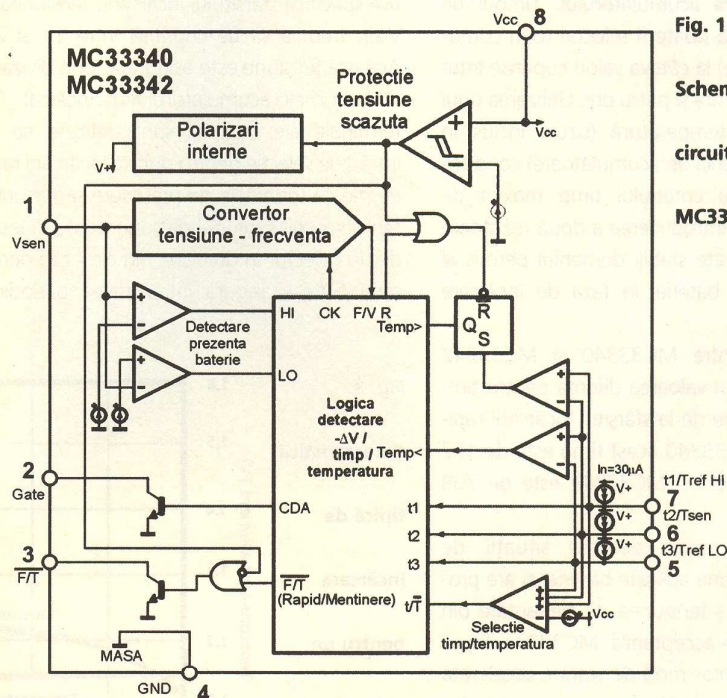 Fig. 1
Schem
circuit
MC33
MC33340
MC33342
Vcc 8
Protectie
tensiune
scazuta
Polarizari
interne
V+
+
Vcc
1
Vsen
Convertor
tensiune - frecventa
HI CK F/V R
Temp>
R
Q S
Detectare
prezenta
baterie
LO
Logica
detectare
-ΔV /
timp /
temperatura
Temp<
2
Gate
CDA
3
F/T
F/T
(Rapid/Mentinere)
t1
t2
t3
t/T
In=30µA
V+
V+
V+
t1/Tref HI
7
t2/Tsen
6
t3/Tref LO
5
Vcc
Selectie
timp/temperatura
MASA
GND 4